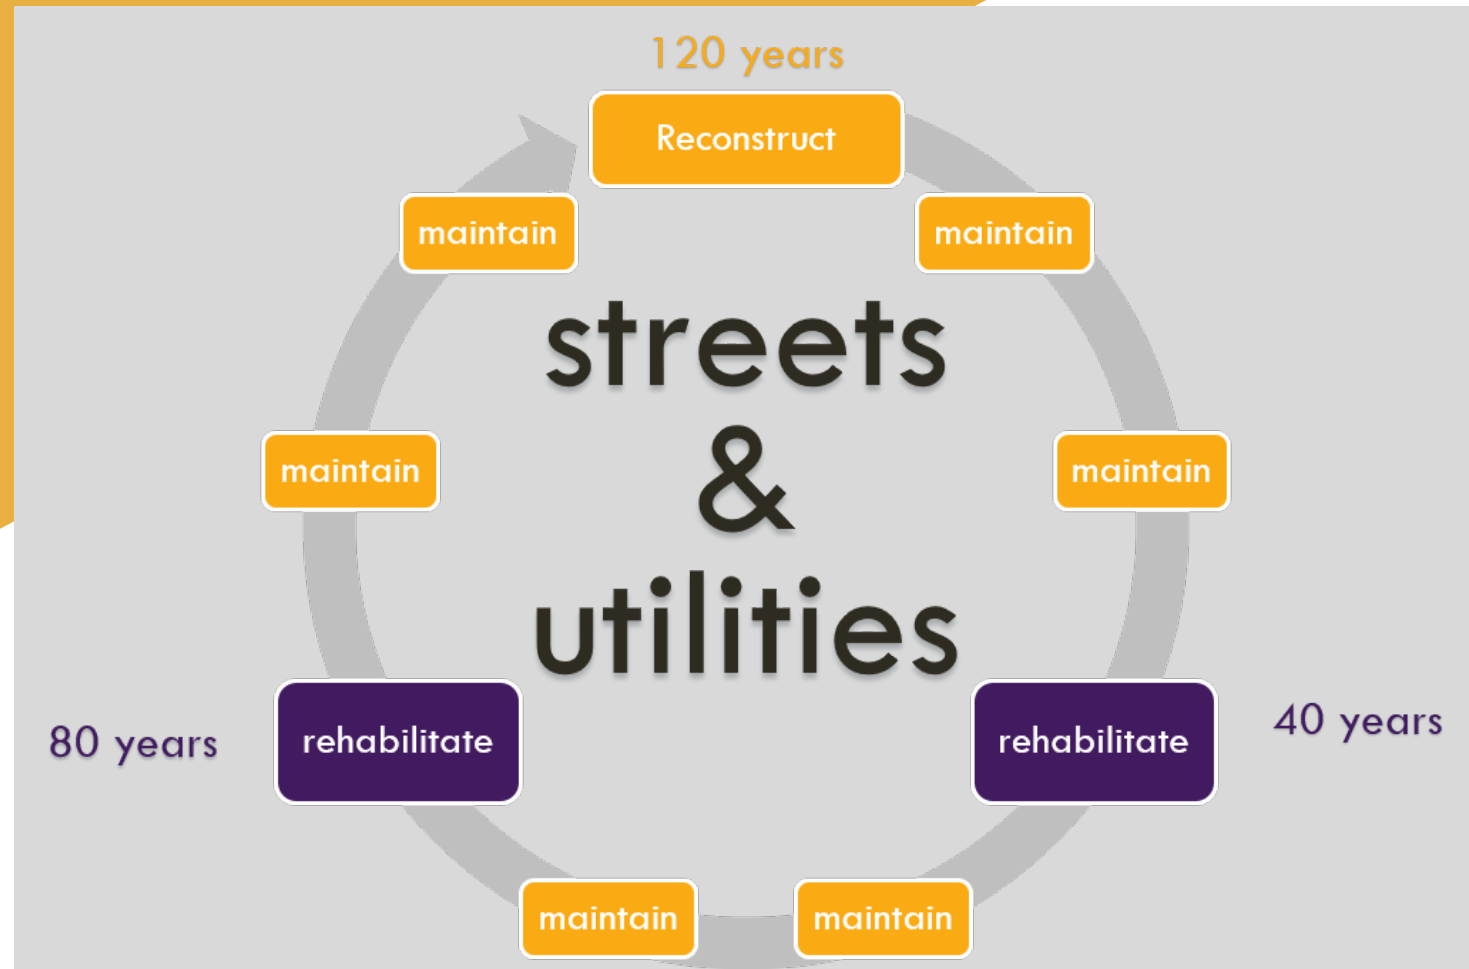 120 years
Reconstruct
maintain
maintain
streets
&
utilities
maintain
maintain
rehabilitate
80 years
rehabilitate
40 years
maintain
maintain